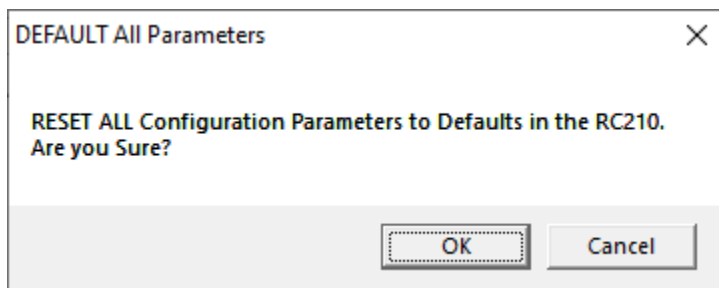 DEFAULT All Parameters
RESET ALL Configuration Parameters to Defaults in the RC210.
Are you Sure?
OK
Cancel